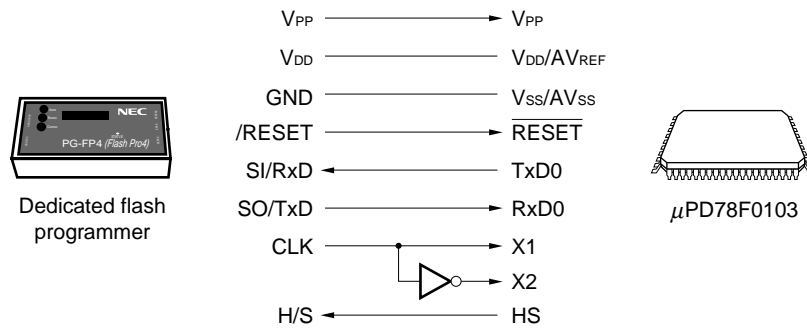 VPP VPP
VDD VDD/AVREF
GND VSS/AVSS
/RESET RESET
SI/RxD TxD0
SO/TxD RxD0
CLK X1
X2
H/S HS
NEC
PG-FP4 (Flash Pro4)
Dedicated flash
programmer
μPD78F0103